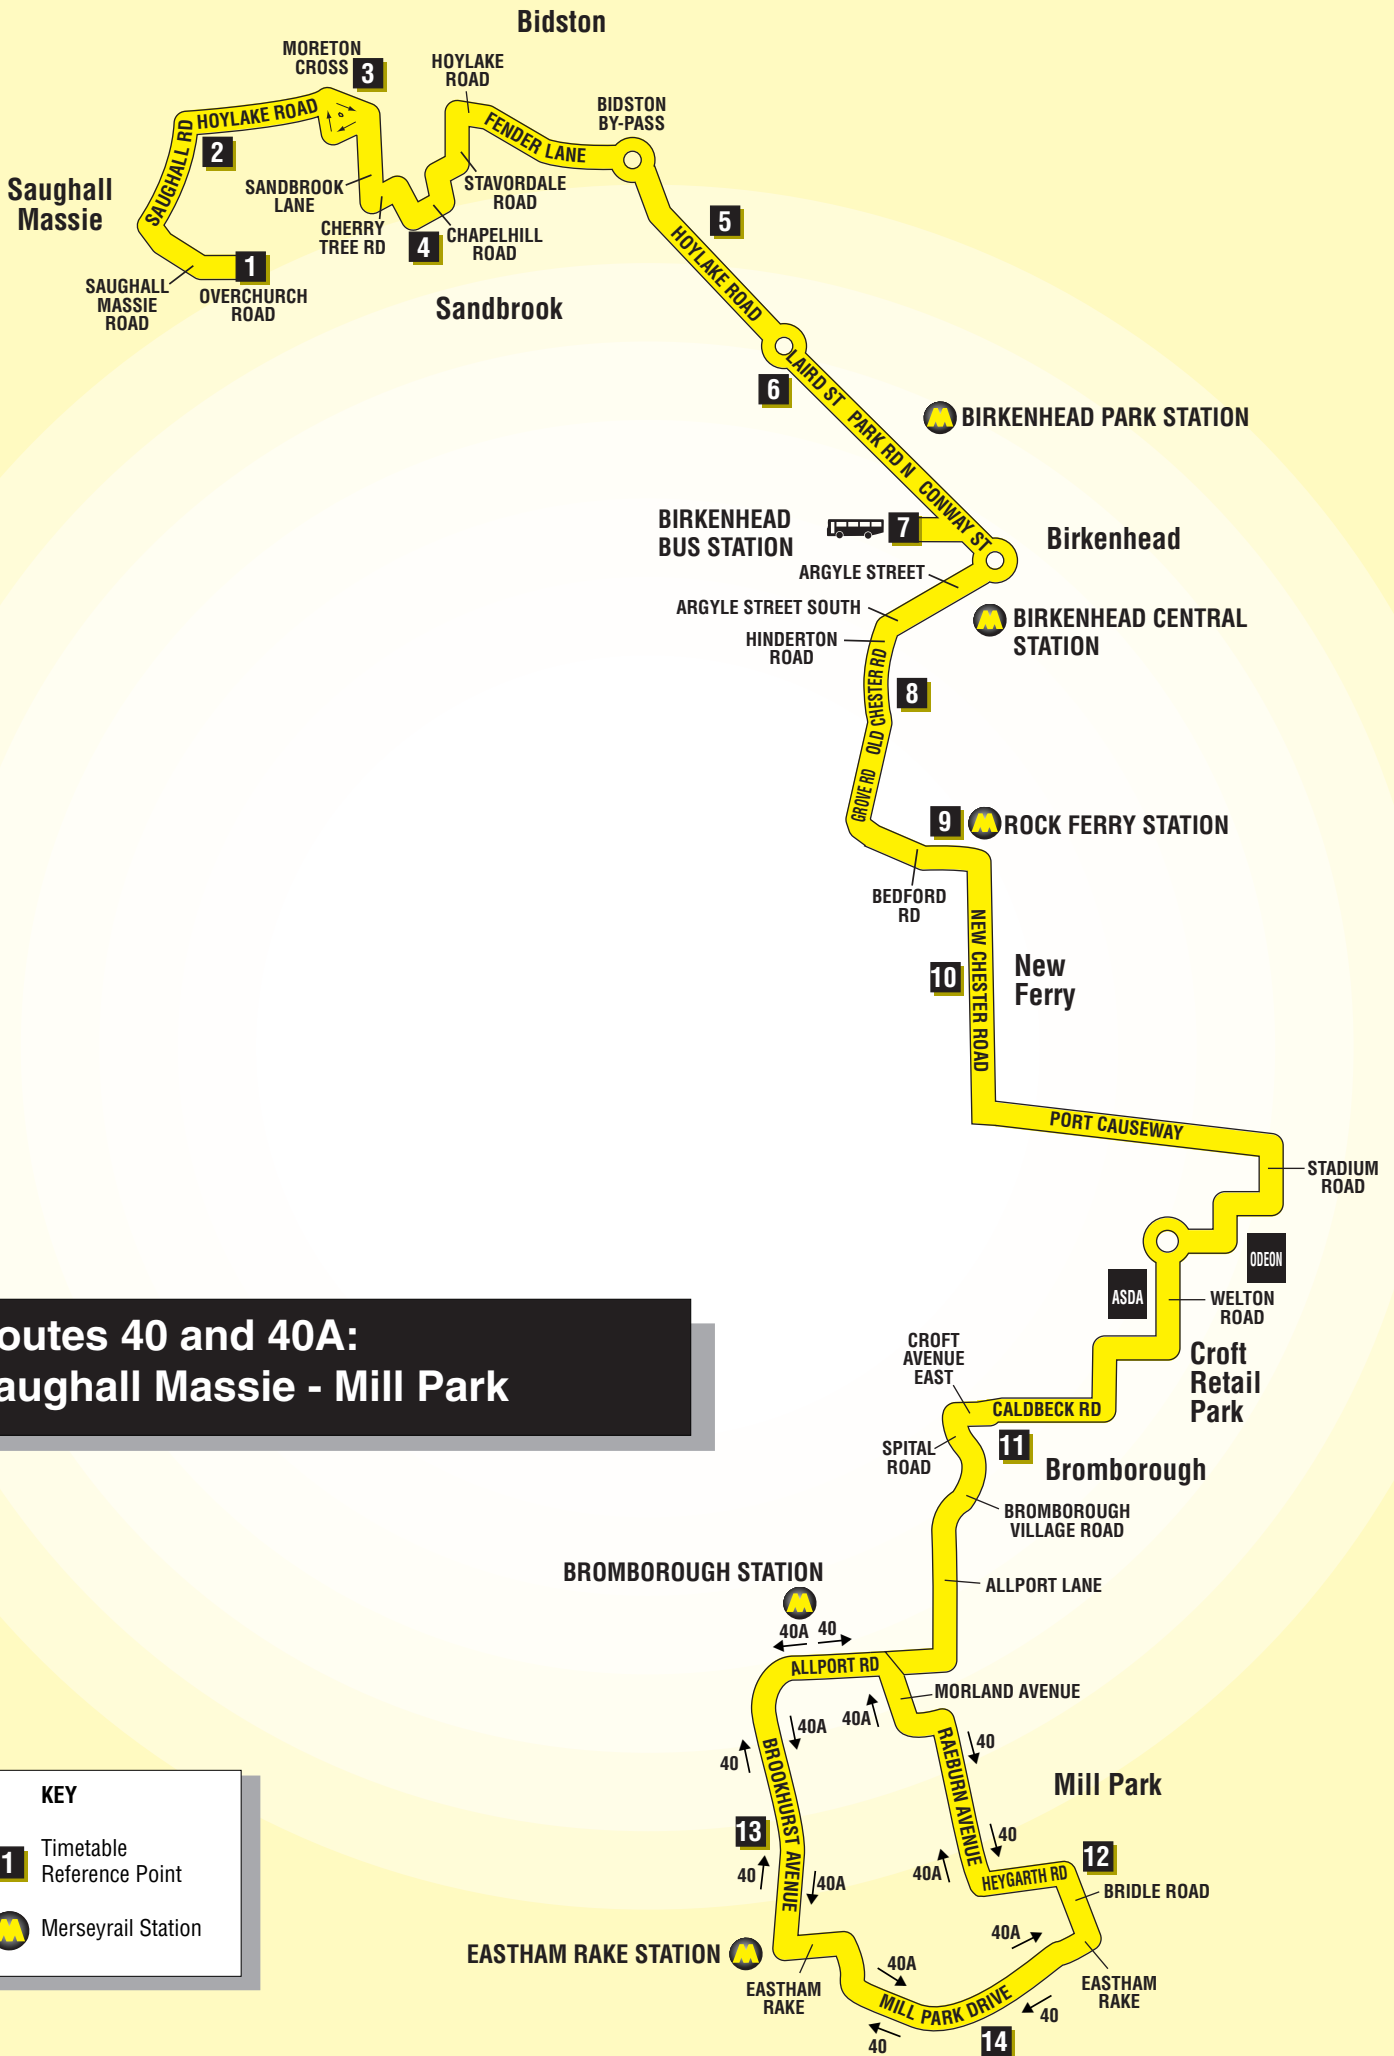 Bidston
MORETON
CROSS
3
HOYLAKE
ROAD
BIDSTON
BY-PASS
HOYLAKE ROAD
FENDER LANE
2
SAUGHALL RD
Saughall
Massie
SANDBROOK
LANE
STAVORDALE
ROAD
CHERRY
TREE RD
4
CHAPELHILL
ROAD
5
1
SAUGHALL
MASSIE
ROAD
OVERCHURCH
ROAD
Sandbrook
HOYLAKE ROAD
6
LAIRD ST
PARK RD N
CONWAY ST
BIRKENHEAD PARK STATION
BIRKENHEAD
BUS STATION
7
Birkenhead
ARGYLE STREET
ARGYLE STREET SOUTH
BIRKENHEAD CENTRAL
STATION
HINDERTON
ROAD
8
OLD CHESTER RD
GROVE RD
9
ROCK FERRY STATION
BEDFORD
RD
NEW CHESTER ROAD
10
New
Ferry
PORT CAUSEWAY
STADIUM
ROAD
ODEON
ASDA
WELTON
ROAD
outes 40 and 40A:
aughall Massie - Mill Park
CROFT
AVENUE
EAST
Croft
Retail
Park
CALDBECK RD
11
SPITAL
ROAD
Bromborough
BROMBOROUGH
VILLAGE ROAD
BROMBOROUGH STATION
ALLPORT LANE
40A 40
ALLPORT RD
MORLAND AVENUE
40A
40A
40
40
BROOKHURST AVENUE
RAEBURN AVENUE
Mill Park
13
40
12
40
40A
40A
HEYGARTH RD
BRIDLE ROAD
40A
EASTHAM RAKE STATION
40A
EASTHAM
RAKE
EASTHAM
RAKE
MILL PARK DRIVE
40
14
40
KEY
1
Timetable
Reference Point
Merseyrail Station